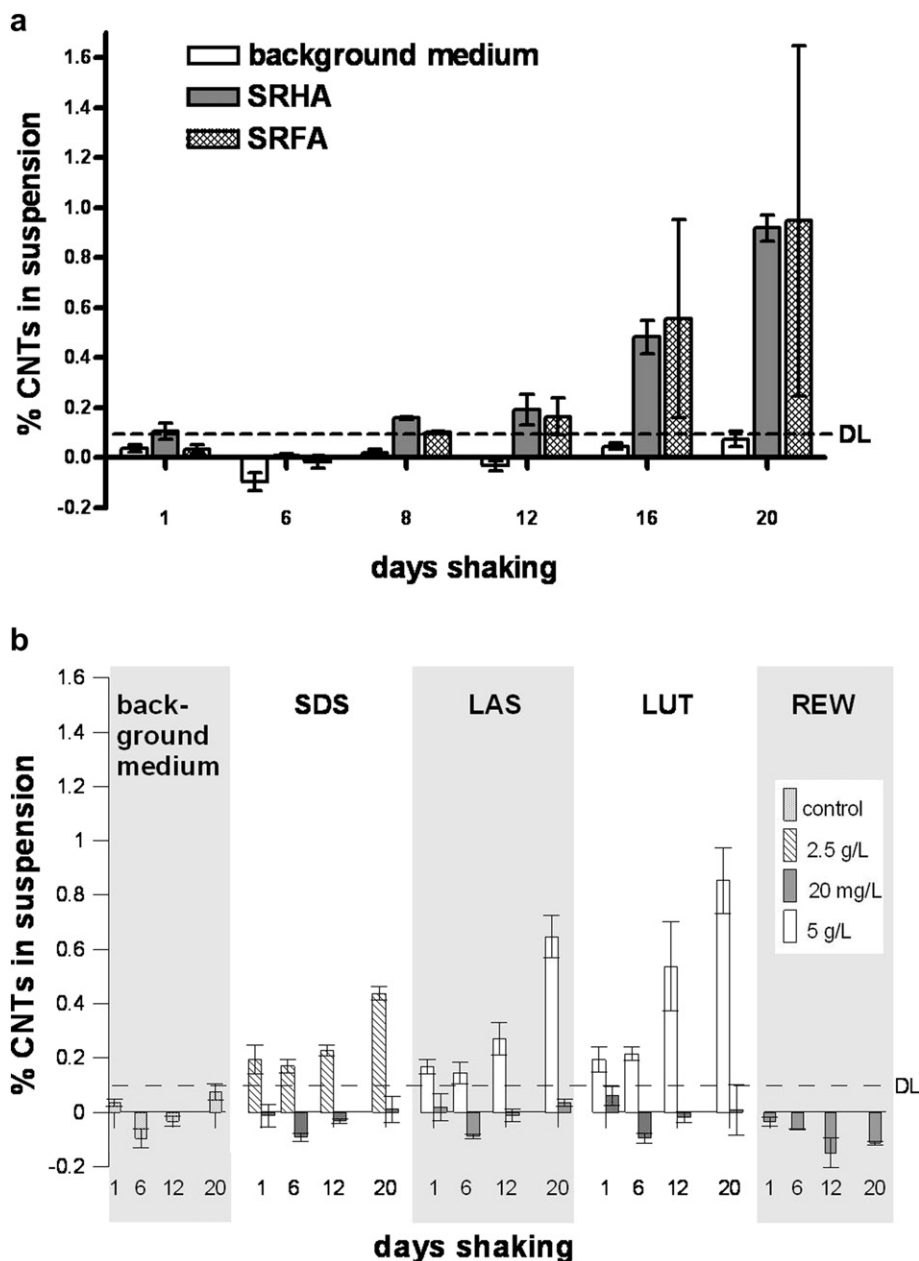 a
background medium
SRHA
SRFA
% CNTs in suspension
1.6
1.4
1.2
1.0
0.8
0.6
0.4
0.2
0.0
-0.2
DL
1 6 8 12 16 20
days shaking
b
% CNTs in suspension
1.6
1.4
1.2
1
0.8
0.6
0.4
0.2
0
-0.2
back-
ground
medium
SDS LAS LUT REW
control
2.5 g/L
20 mg/L
5 g/L
DL
1 6 12 20 1 6 12 20 1 6 12 20 1 6 12 20 1 6 12 20
days shaking